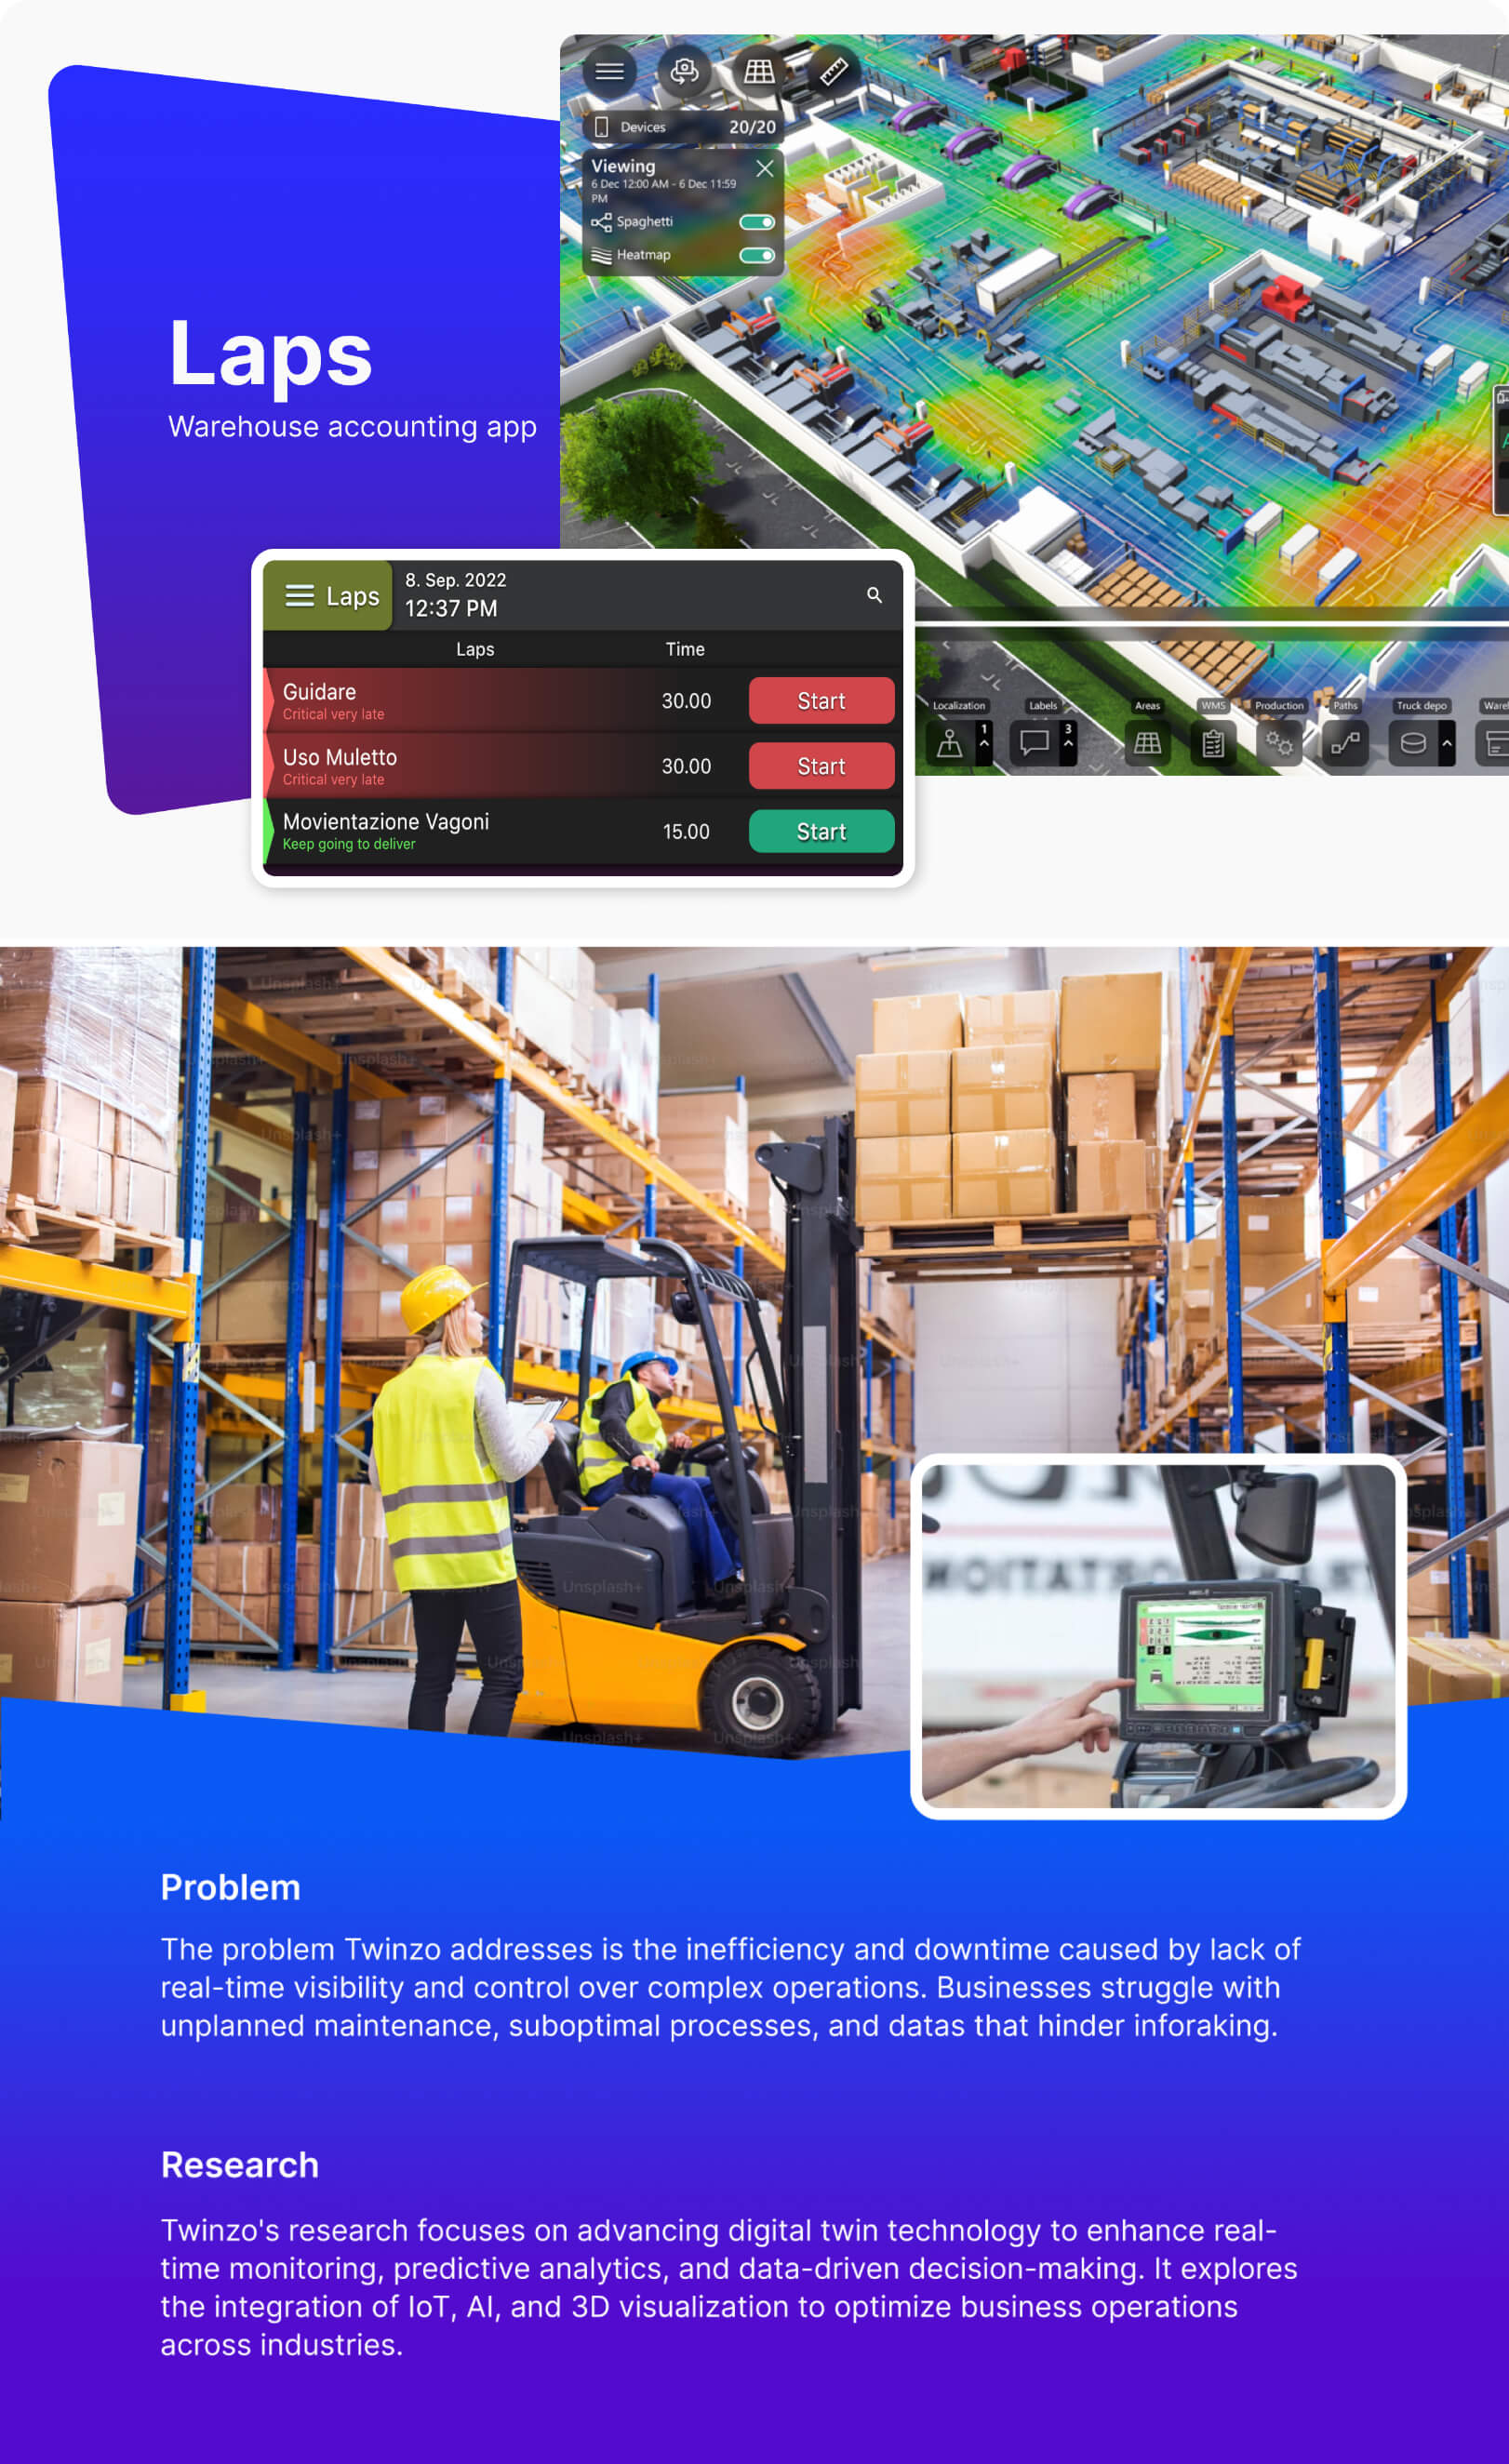 Laps
Warehouse accounting app
Devices 20/20
Viewing
6 Dec 12:00 AM - 6 Dec 11:59
PM
Spaghetti
Heatmap
Localization Labels Areas WMS Production Paths Truck depo
1 3
Laps
8. Sep. 2022
12:37 PM
Laps Time
Guidare 30.00 Start
Critical very late
Uso Muletto 30.00 Start
Critical very late
Movientazione Vagoni 15.00 Start
Keep going to deliver
Unsplash+
Problem
The problem Twinzo addresses is the inefficiency and downtime caused by lack of
real-time visibility and control over complex operations. Businesses struggle with
unplanned maintenance, suboptimal processes, and datas that hinder inforaking.
Research
Twinzo's research focuses on advancing digital twin technology to enhance real-
time monitoring, predictive analytics, and data-driven decision-making. It explores
the integration of IoT, AI, and 3D visualization to optimize business operations
across industries.